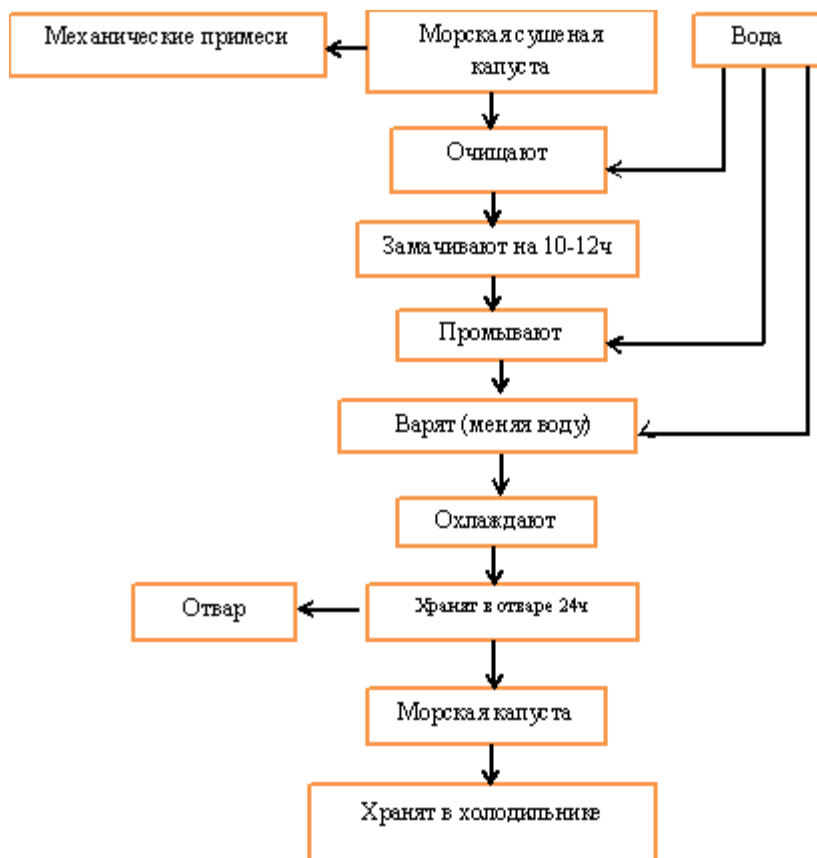 Механические примеси
Морская сушеная
капуста
Вода
Очищают
Замачивают на 10-12ч
Промывают
Варят (меняя воду)
Охлаждают
Отвар
Хранят в отваре 24ч
Морская капуста
Хранят в холодильнике